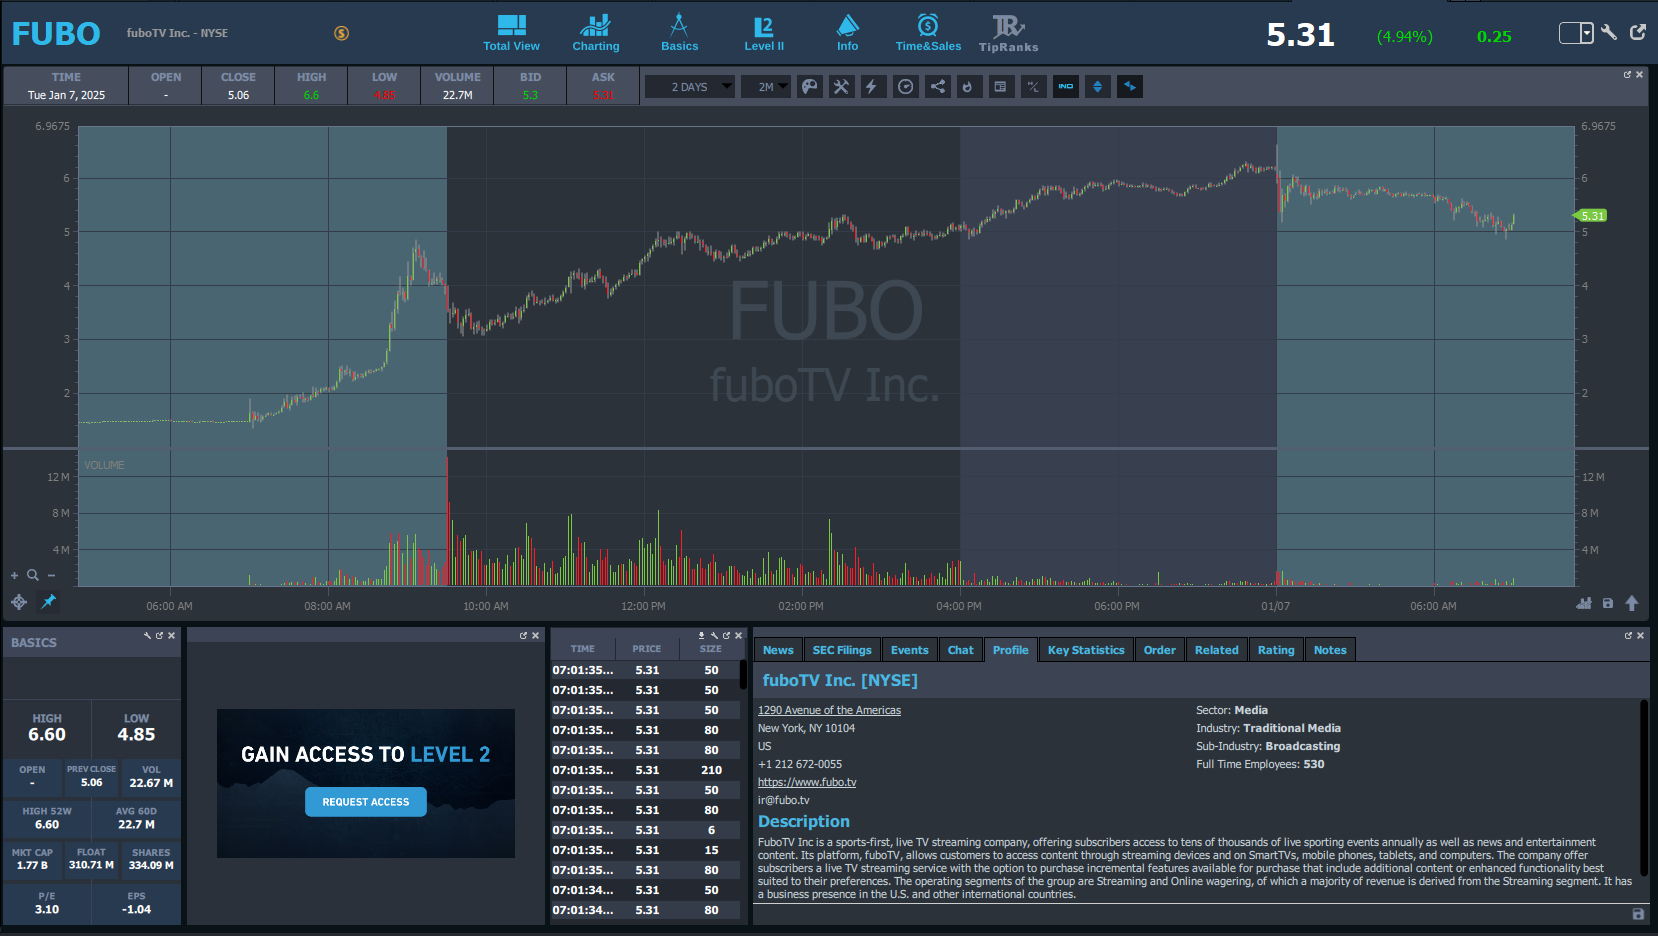 FUBO
fuboTV Inc. - NYSE
Total View
Charting
Basics
L2
Level II
Info
Time&Sales
TipRanks
5.31
(4.94%)
0.25
TIME OPEN CLOSE HIGH LOW VOLUME BID ASK
Tue Jan 7, 2025 - 5.06 6.6 4.85 22.7M 5.3 5.31
2 DAYS
2M
IND
6.9675 6.9675
6 6
5.31
5 5
4 4
3 3
2 2
FUBO
fuboTV Inc.
VOLUME
12 M 12 M
8 M 8 M
4 M 4 M
06:00 AM 08:00 AM 10:00 AM 12:00 PM 02:00 PM 04:00 PM 06:00 PM 01/07 06:00 AM
BASICS
HIGH LOW
6.60 4.85
OPEN PREV CLOSE VOL
- 5.06 22.67 M
HIGH 52W AVG 60D
6.60 22.7 M
MKT CAP FLOAT SHARES
1.77 B 310.71 M 334.09 M
P/E EPS
3.10 -1.04
GAIN ACCESS TO LEVEL 2
REQUEST ACCESS
TIME PRICE SIZE
07:01:35... 5.31 50
07:01:35... 5.31 50
07:01:35... 5.31 50
07:01:35... 5.31 80
07:01:35... 5.31 80
07:01:35... 5.31 210
07:01:35... 5.31 50
07:01:35... 5.31 80
07:01:35... 5.31 6
07:01:35... 5.31 15
07:01:35... 5.31 80
07:01:34... 5.31 50
07:01:34... 5.31 80
News SEC Filings Events Chat Profile Key Statistics Order Related Rating Notes
fuboTV Inc. [NYSE]
1290 Avenue of the Americas
New York, NY 10104
US
+1 212 672-0055
https://www.fubo.tv
ir@fubo.tv
Sector: Media
Industry: Traditional Media
Sub-Industry: Broadcasting
Full Time Employees: 530
Description
FuboTV Inc is a sports-first, live TV streaming company, offering subscribers access to tens of thousands of live sporting events annually as well as news and entertainment
content. Its platform, fuboTV, allows customers to access content through streaming devices and on SmartTVs, mobile phones, tablets, and computers. The company offer
subscribers a live TV streaming service with the option to purchase incremental features available for purchase that include additional content or enhanced functionality best
suited to their preferences. The operating segments of the group are Streaming and Online wagering, of which a majority of revenue is derived from the Streaming segment. It has
a business presence in the U.S. and other international countries.